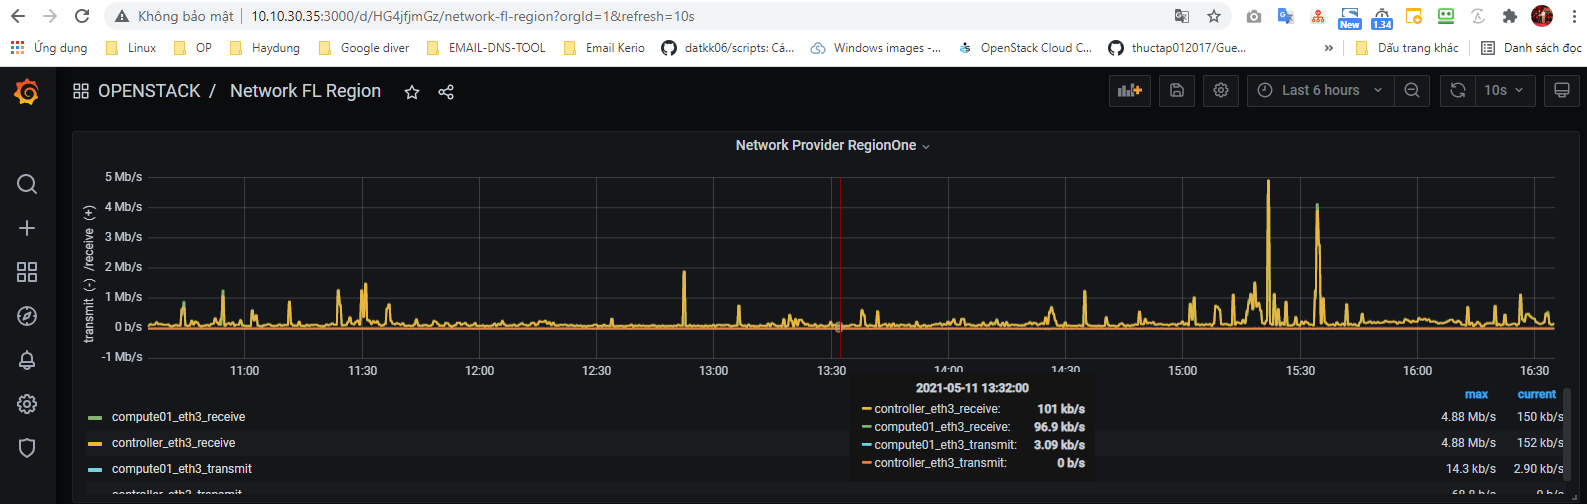 Không bảo mật | 10.10.30.35:3000/d/HG4jfjmGz/network-fl-region?orgId=1&refresh=10s
New 1.34
Ứng dụng Linux OP Haydung Google diver EMAIL-DNS-TOOL Email Kerio datkk06/scripts: Cá... Windows images -... OpenStack Cloud C... thuctap012017/Gue... » Dấu trang khác Danh sách đọc
OPENSTACK / Network FL Region Last 6 hours 10s
Network Provider RegionOne
transmit (-) /receive (+)
5 Mb/s
4 Mb/s
3 Mb/s
2 Mb/s
1 Mb/s
0 b/s
-1 Mb/s
11:00 11:30 12:00 12:30 13:00 13:30 14:00 14:30 15:00 15:30 16:00 16:30
2021-05-11 13:32:00
controller_eth3_receive: 101 kb/s
compute01_eth3_receive: 96.9 kb/s
compute01_eth3_transmit: 3.09 kb/s
controller_eth3_transmit: 0 b/s
max current
compute01_eth3_receive 4.88 Mb/s 150 kb/s
controller_eth3_receive 4.88 Mb/s 152 kb/s
compute01_eth3_transmit 14.3 kb/s 2.90 kb/s
controller_eth3_transmit 68.8 b/s 0 b/s